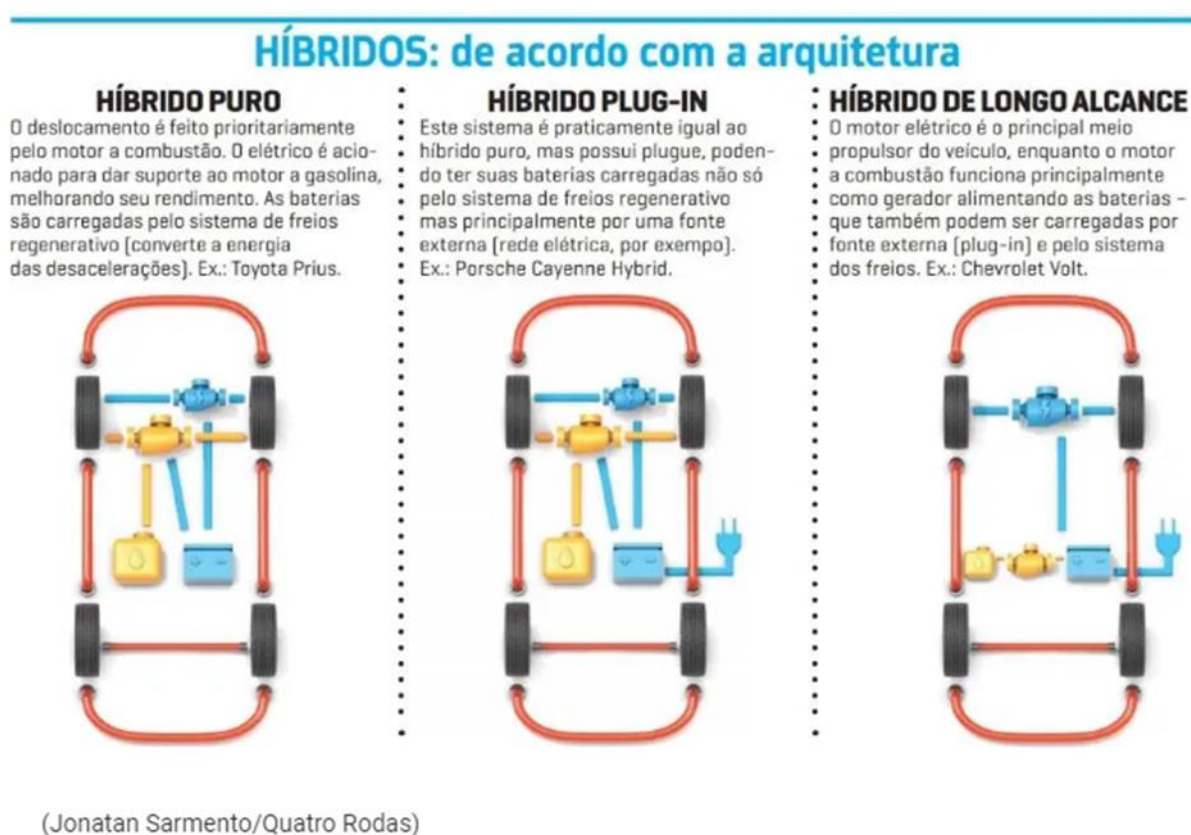 HÍBRIDOS: de acordo com a arquitetura
HÍBRIDO PURO
O deslocamento é feito prioritariamente
pelo motor a combustão. O elétrico é acio-
nado para dar suporte ao motor a gasolina,
melhorando seu rendimento. As baterias
são carregadas pelo sistema de freios
regenerativo (converte a energia
das desacelerações). Ex.: Toyota Prius.
HÍBRIDO PLUG-IN
Este sistema é praticamente igual ao
híbrido puro, mas possui plugue, poden-
do ter suas baterias carregadas não só
pelo sistema de freios regenerativo
mas principalmente por uma fonte
externa (rede elétrica, por exempo).
Ex.: Porsche Cayenne Hybrid.
HÍBRIDO DE LONGO ALCANCE
O motor elétrico é o principal meio
propulsor do veículo, enquanto o motor
a combustão funciona principalmente
como gerador alimentando as baterias –
que também podem ser carregadas por
fonte externa (plug-in) e pelo sistema
dos freios. Ex.: Chevrolet Volt.
(Jonatan Sarmento/Quatro Rodas)